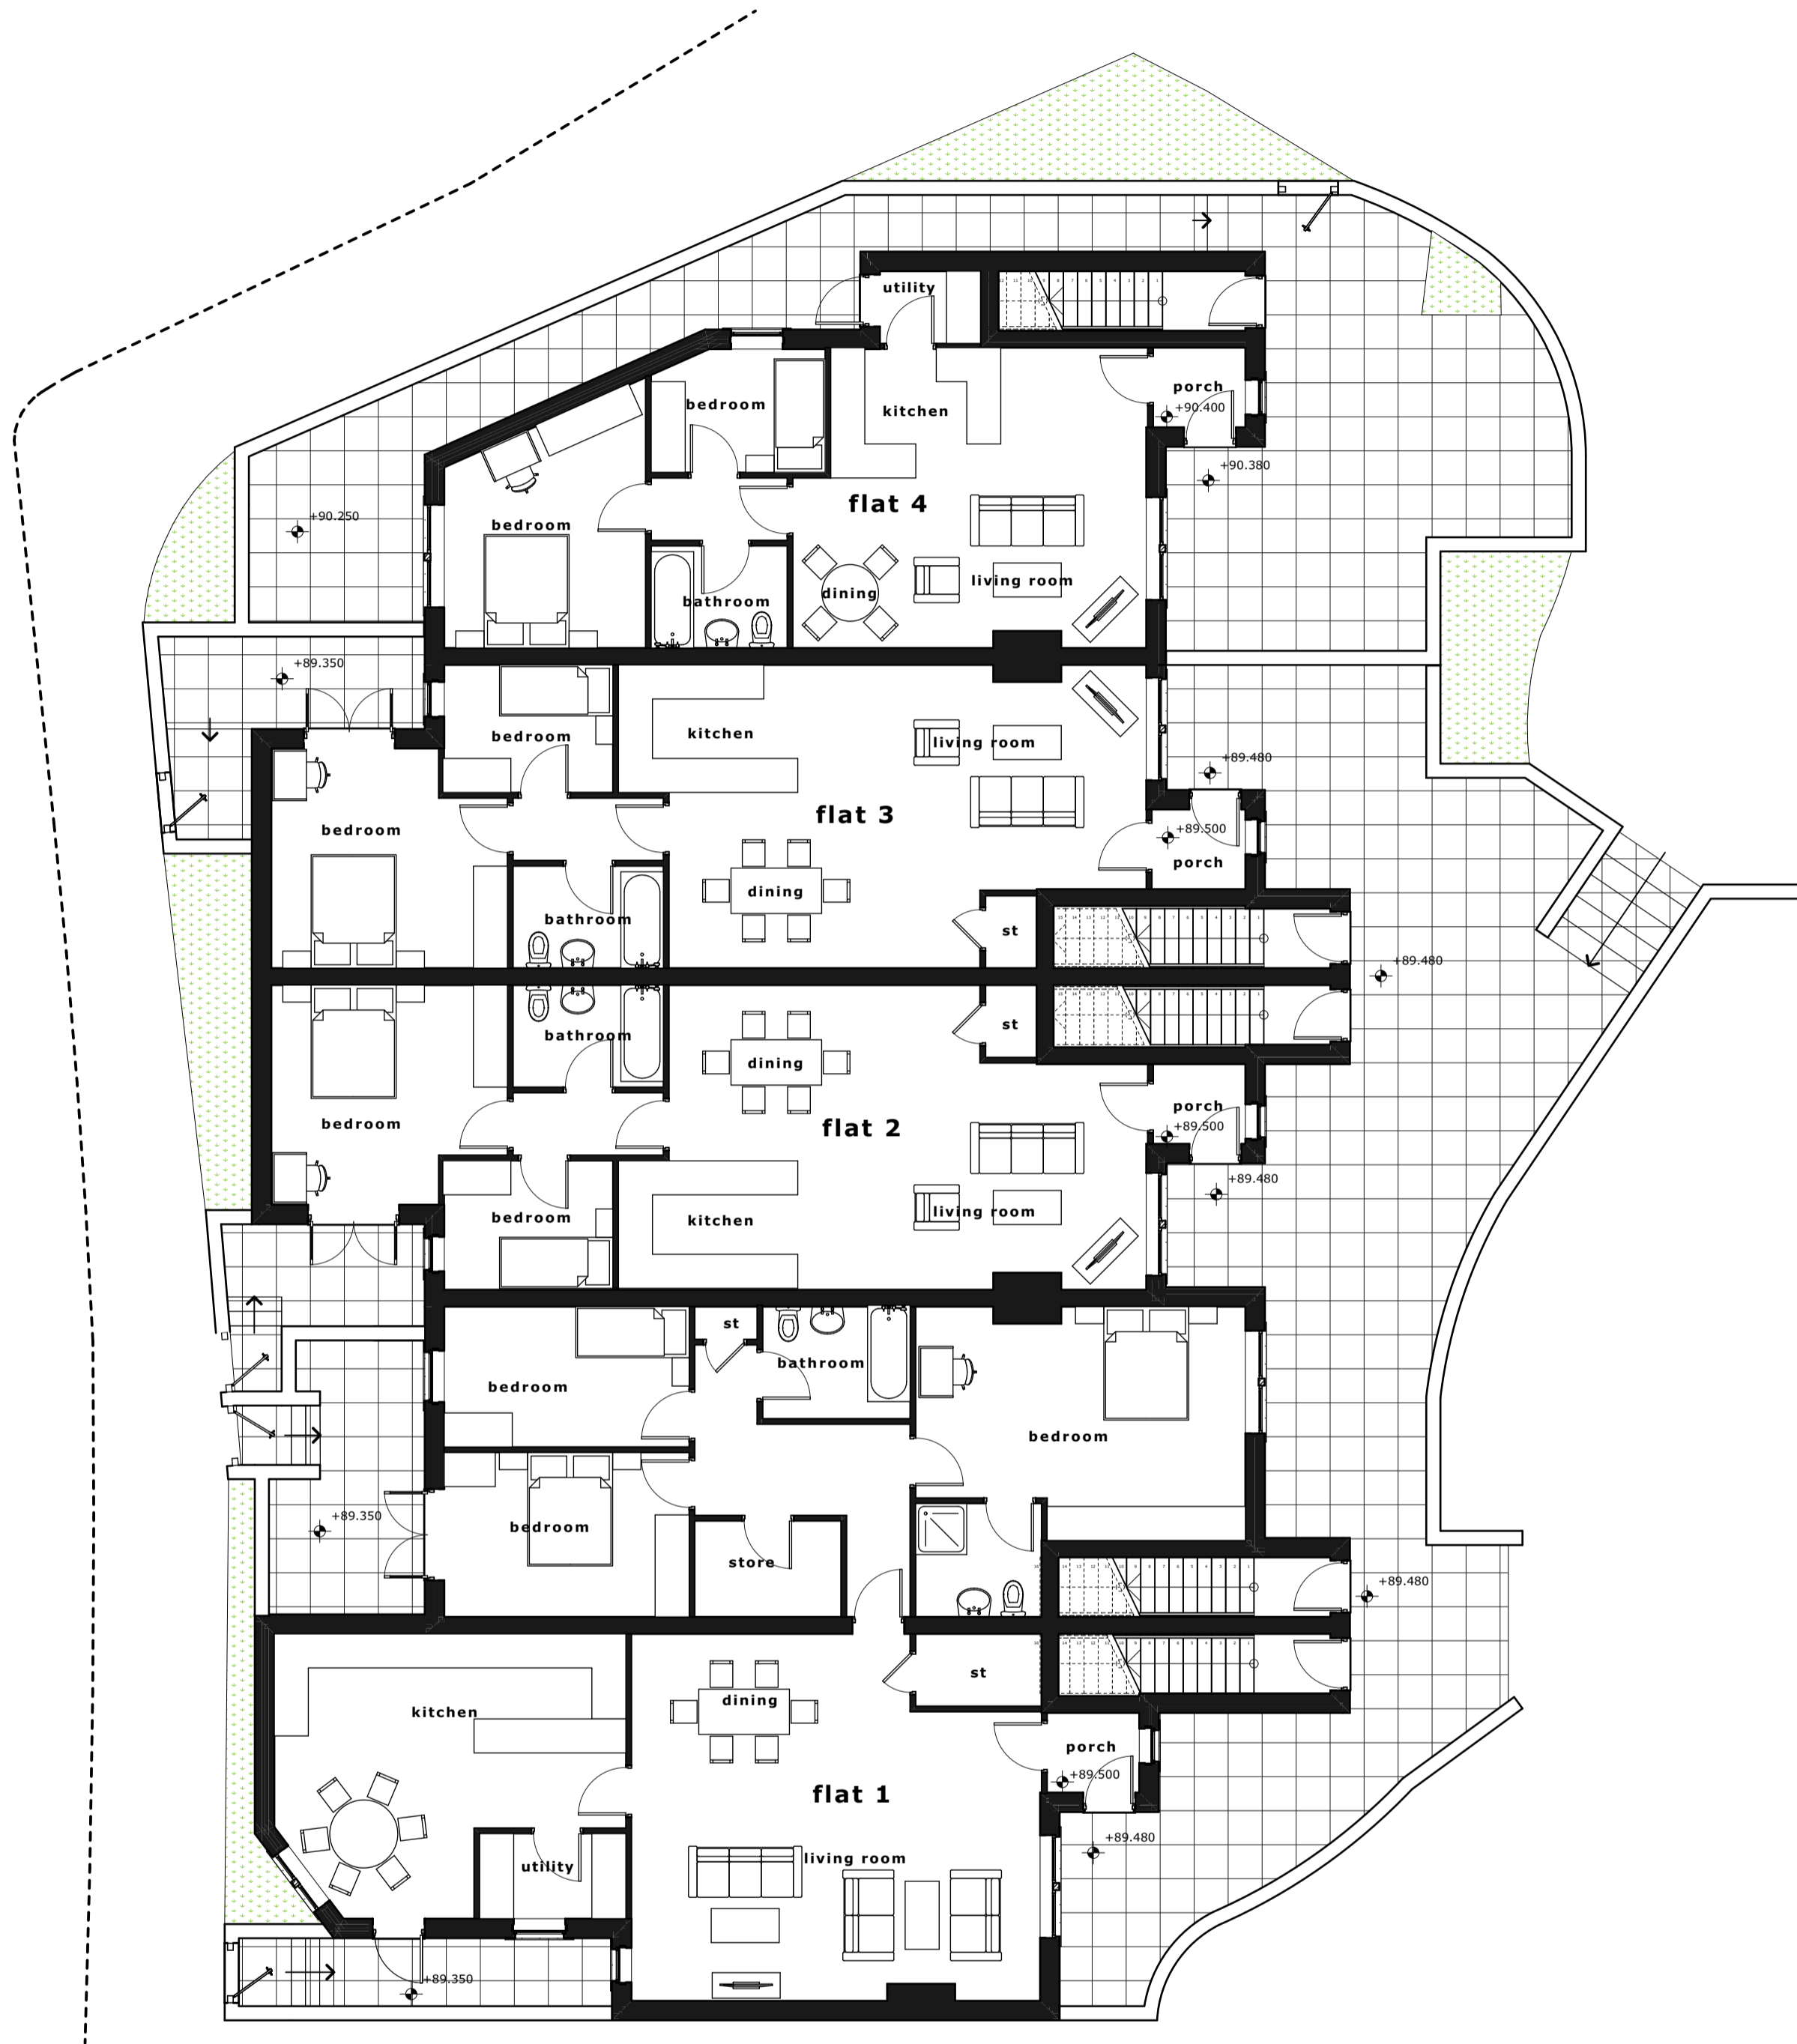 utility
porch
bedroom
kitchen
+90.400
+90.380
flat 4
+90.250
bedroom
living room
dining
bathroom
+89.350
bedroom
kitchen
living room
+89.480
flat 3
bedroom
+89.500
porch
dining
bathroom
st
+89.480
st
bathroom
dining
porch
bedroom
flat 2
+89.500
+89.480
bedroom
kitchen
living room
st
bathroom
bedroom
bedroom
+89.350
bedroom
store
+89.480
st
dining
kitchen
porch
+89.500
flat 1
+89.480
living room
utility
+89.350